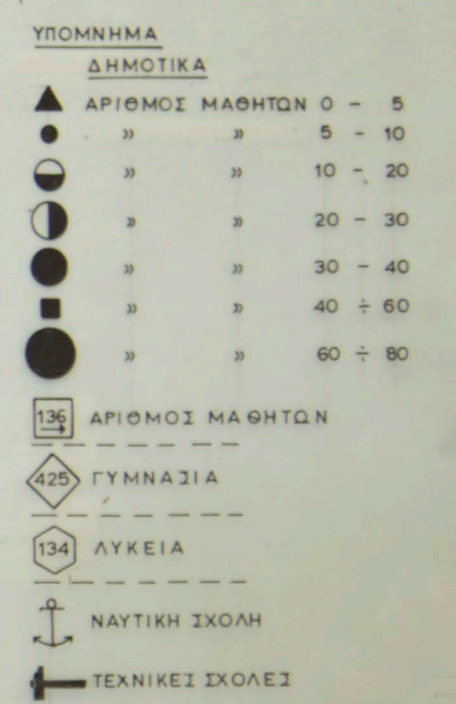 ΥΠΟΜΝΗΜΑ
ΔΗΜΟΤΙΚΑ
ΑΡΙΘΜΟΣ ΜΑΘΗΤΩΝ 0 - 5
» » 5 - 10
» » 10 - 20
» » 20 - 30
» » 30 - 40
» » 40 ÷ 60
» » 60 ÷ 80
136 ΑΡΙΘΜΟΣ ΜΑΘΗΤΩΝ
425 ΓΥΜΝΑΣΙΑ
134 ΛΥΚΕΙΑ
ΝΑΥΤΙΚΗ ΣΧΟΛΗ
ΤΕΧΝΙΚΕΣ ΣΧΟΛΕΣ